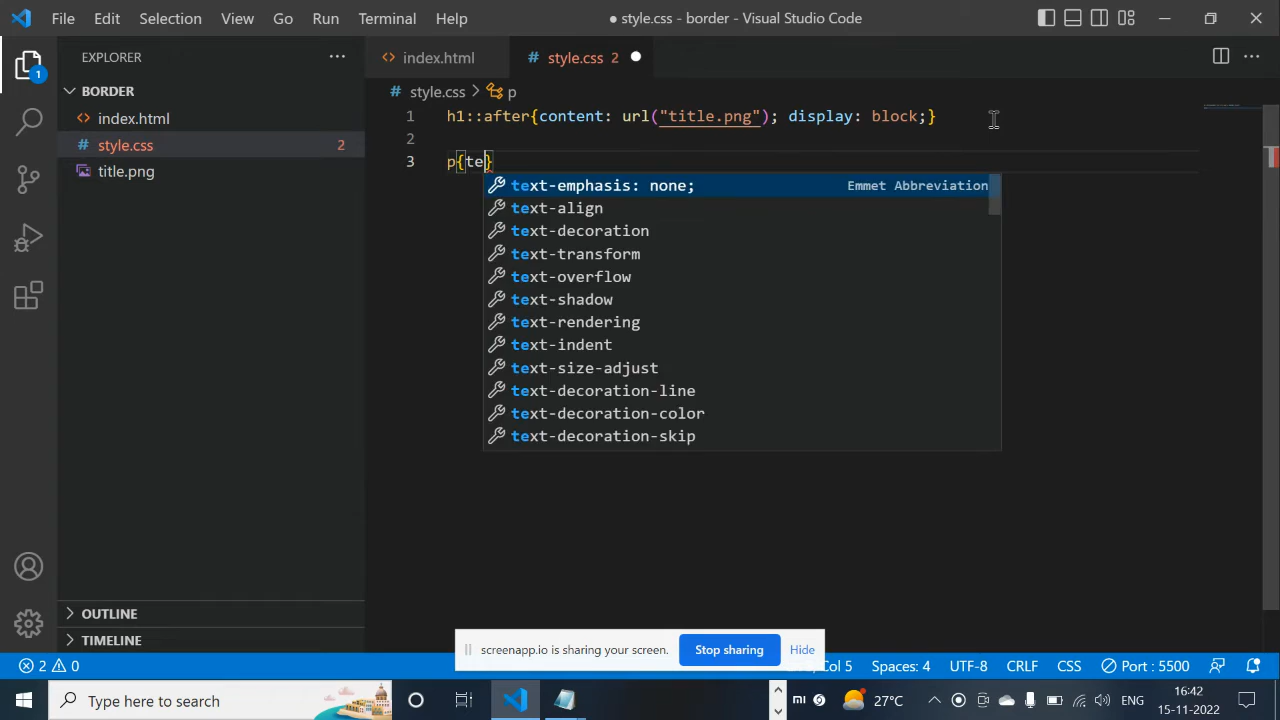 File Edit Selection View Go Run Terminal Help
● style.css - border - Visual Studio Code
EXPLORER
index.html
# style.css 2
BORDER
# style.css > p
index.html
# style.css 2
title.png
1 h1::after{content: url("title.png"); display: block;}
2
3 p{te}
text-emphasis: none; Emmet Abbreviation
text-align
text-decoration
text-transform
text-overflow
text-shadow
text-rendering
text-indent
text-size-adjust
text-decoration-line
text-decoration-color
text-decoration-skip
1
OUTLINE
TIMELINE
screenapp.io is sharing your screen. Stop sharing Hide
2 0
Col 5 Spaces: 4 UTF-8 CRLF CSS Port : 5500
Type here to search
27°C
ENG
16:42
15-11-2022